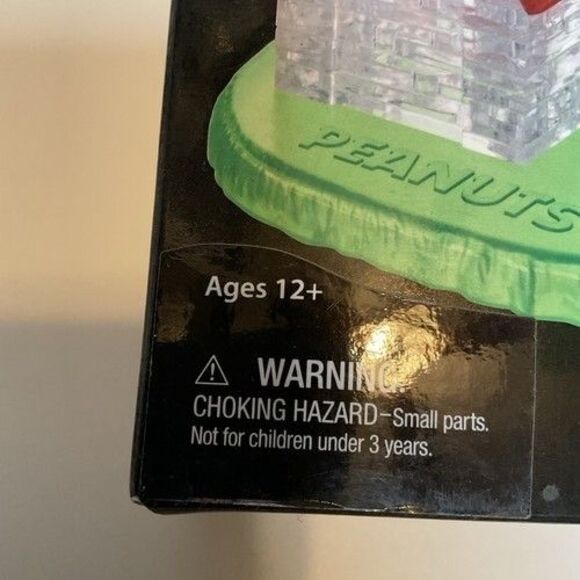 PEANUTS
Ages 12+
WARNING:
CHOKING HAZARD-Small parts.
Not for children under 3 years.